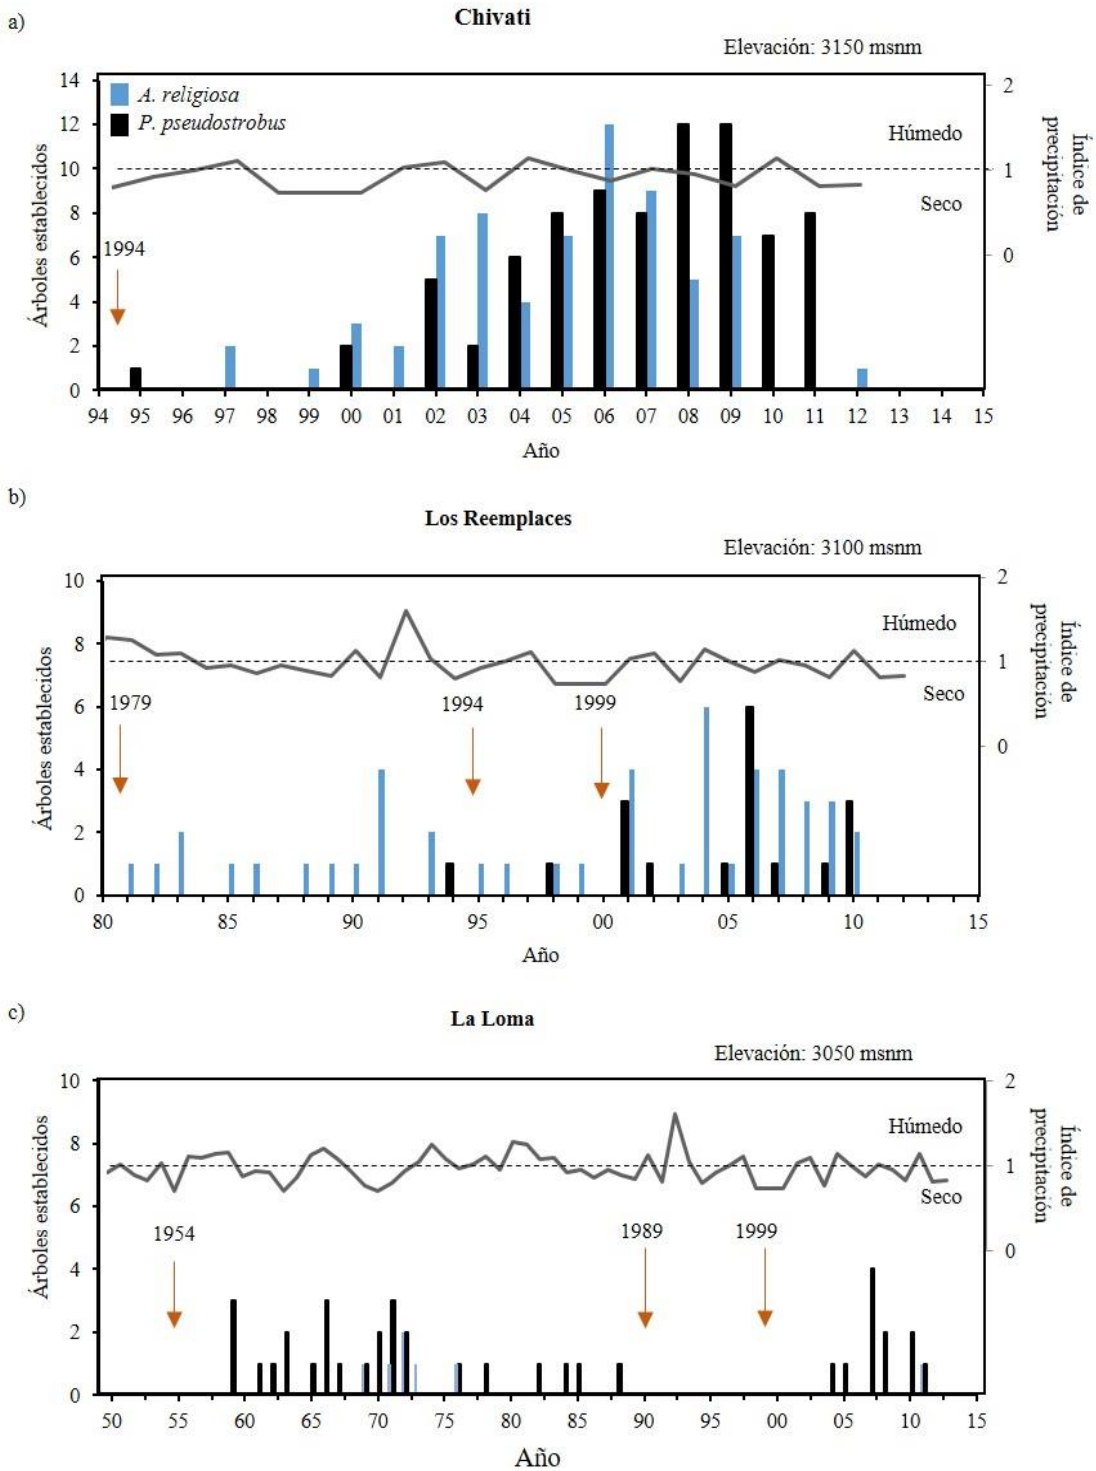 a)
Chivati
Elevación: 3150 msnm
A. religiosa
P. pseudostrobus
Húmedo
Seco
1994
14
12
10
8
6
4
2
0
2
1
0
Árboles establecidos
Índice de
precipitación
94 95 96 97 98 99 00 01 02 03 04 05 06 07 08 09 10 11 12 13 14 15
Año
b)
Los Reemplaces
Elevación: 3100 msnm
Húmedo
Seco
1979 1994 1999
10
8
6
4
2
0
2
1
0
Árboles establecidos
Índice de
precipitación
80 85 90 95 00 05 10 15
Año
c)
La Loma
Elevación: 3050 msnm
Húmedo
Seco
1954 1989 1999
10
8
6
4
2
0
2
1
0
Árboles establecidos
Índice de
precipitación
50 55 60 65 70 75 80 85 90 95 00 05 10 15
Año